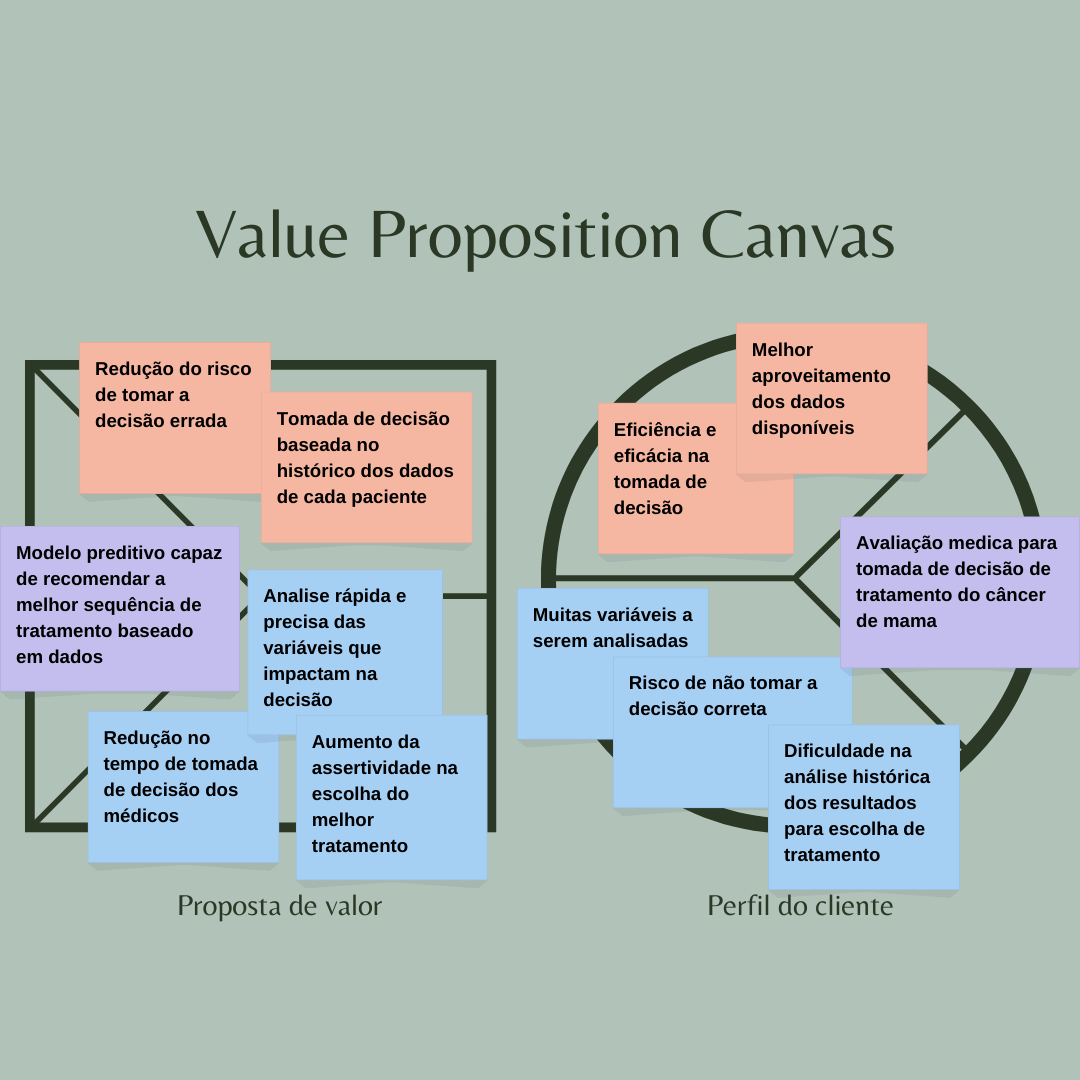 Value Proposition Canvas
Redução do risco
de tomar a
decisão errada
Tomada de decisão
baseada no
histórico dos dados
de cada paciente
Modelo preditivo capaz
de recomendar a
melhor sequência de
tratamento baseado
em dados
Analise rápida e
precisa das
variáveis que
impactam na
decisão
Redução no
tempo de tomada
de decisão dos
médicos
Aumento da
assertividade na
escolha do
melhor
tratamento
Proposta de valor
Melhor
aproveitamento
dos dados
disponíveis
Eficiência e
eficácia na
tomada de
decisão
Avaliação medica para
tomada de decisão de
tratamento do câncer
de mama
Muitas variáveis a
serem analisadas
Risco de não tomar a
decisão correta
Dificuldade na
análise histórica
dos resultados
para escolha de
tratamento
Perfil do cliente